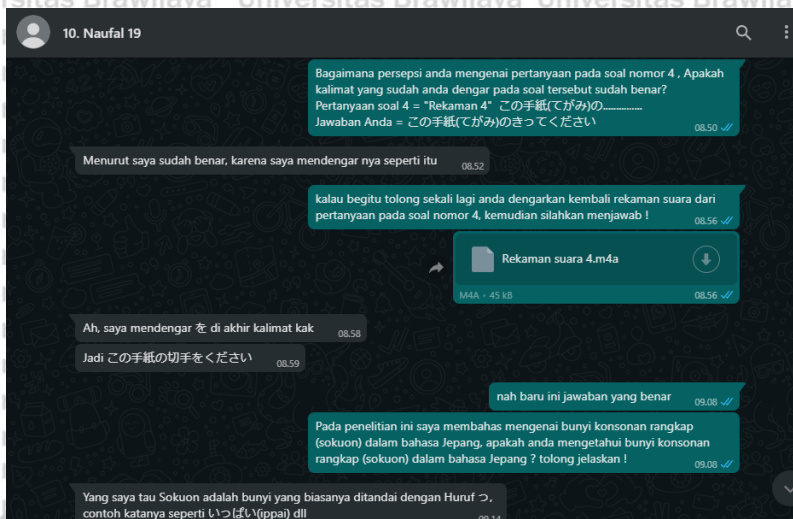 sitas Brawijaya Universitas Brawijaya Universitas Brawijaya
10. Naufal 19
Bagaimana persepsi anda mengenai pertanyaan pada soal nomor 4 , Apakah
kalimat yang sudah anda dengar pada soal tersebut sudah benar?
Pertanyaan soal 4 = "Rekaman 4" この手紙(てがみ)の...............
Jawaban Anda = この手紙(てがみ)のきってください
08.50
Menurut saya sudah benar, karena saya mendengar nya seperti itu
08.52
kalau begitu tolong sekali lagi anda dengarkan kembali rekaman suara dari
pertanyaan pada soal nomor 4, kemudian silahkan menjawab !
08.56
Rekaman suara 4.m4a
M4A • 45 kB
08.56
Ah, saya mendengar を di akhir kalimat kak
08.58
Jadi この手紙の切手をください
08.59
nah baru ini jawaban yang benar
09.08
Pada penelitian ini saya membahas mengenai bunyi konsonan rangkap
(sokuon) dalam bahasa Jepang, apakah anda mengetahui bunyi konsonan
rangkap (sokuon) dalam bahasa Jepang ? tolong jelaskan !
09.08
Yang saya tau Sokuon adalah bunyi yang biasanya ditandai dengan Huruf つ,
contoh katanya seperti いっぱい(ippai) dll
09.14